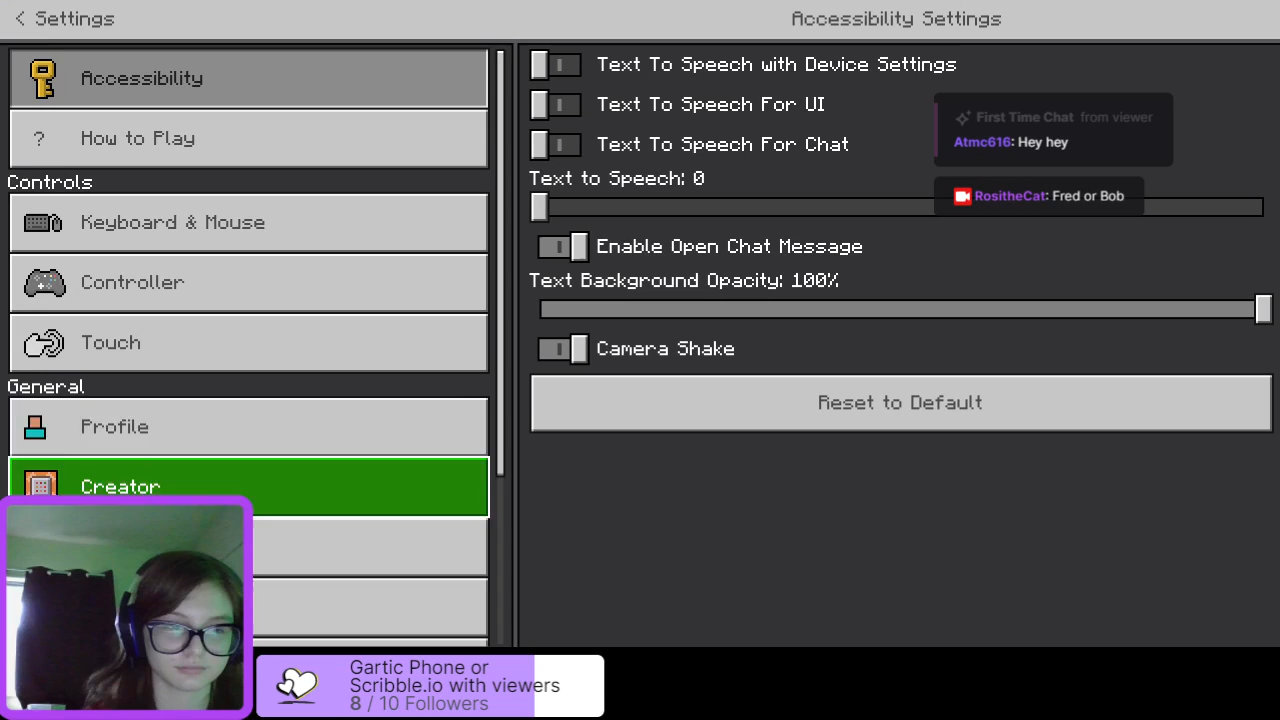 Settings
Accessibility Settings
Accessibility
? How to Play
Controls
Keyboard & Mouse
Controller
Touch
General
Profile
Creator
Text To Speech with Device Settings
Text To Speech For UI
Text To Speech For Chat
Text to Speech: 0
Enable Open Chat Message
Text Background Opacity: 100%
Camera Shake
Reset to Default
First Time Chat from viewer
Atmc616: Hey hey
RositheCat: Fred or Bob
Gartic Phone or
Scribble.io with viewers
8 / 10 Followers